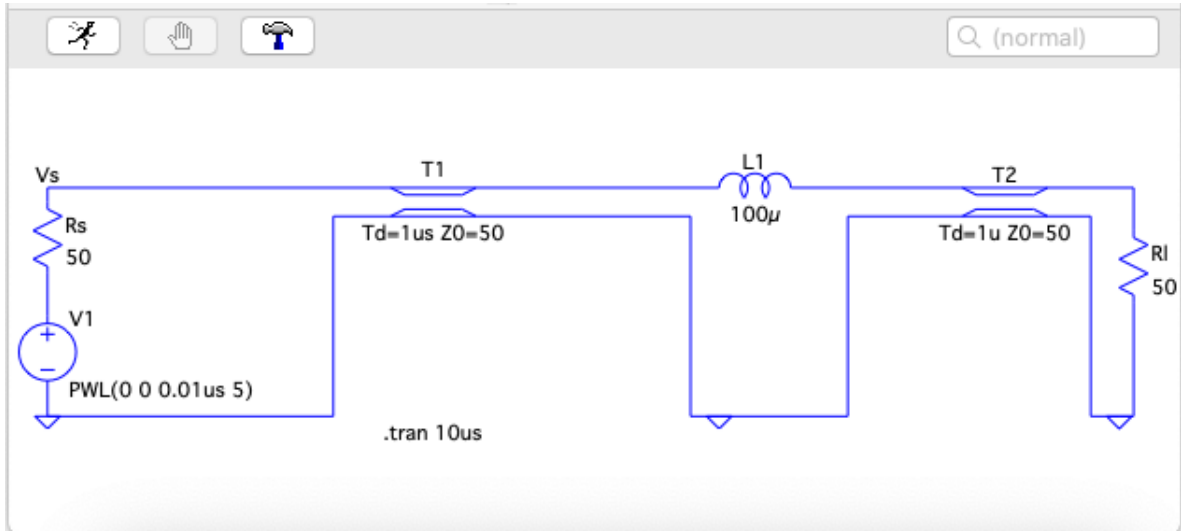 (normal)
Vs
T1
L1
T2
Rs
50
Td=1us Z0=50
100µ
Td=1u Z0=50
Rl
50
V1
PWL(0 0 0.01us 5)
.tran 10us